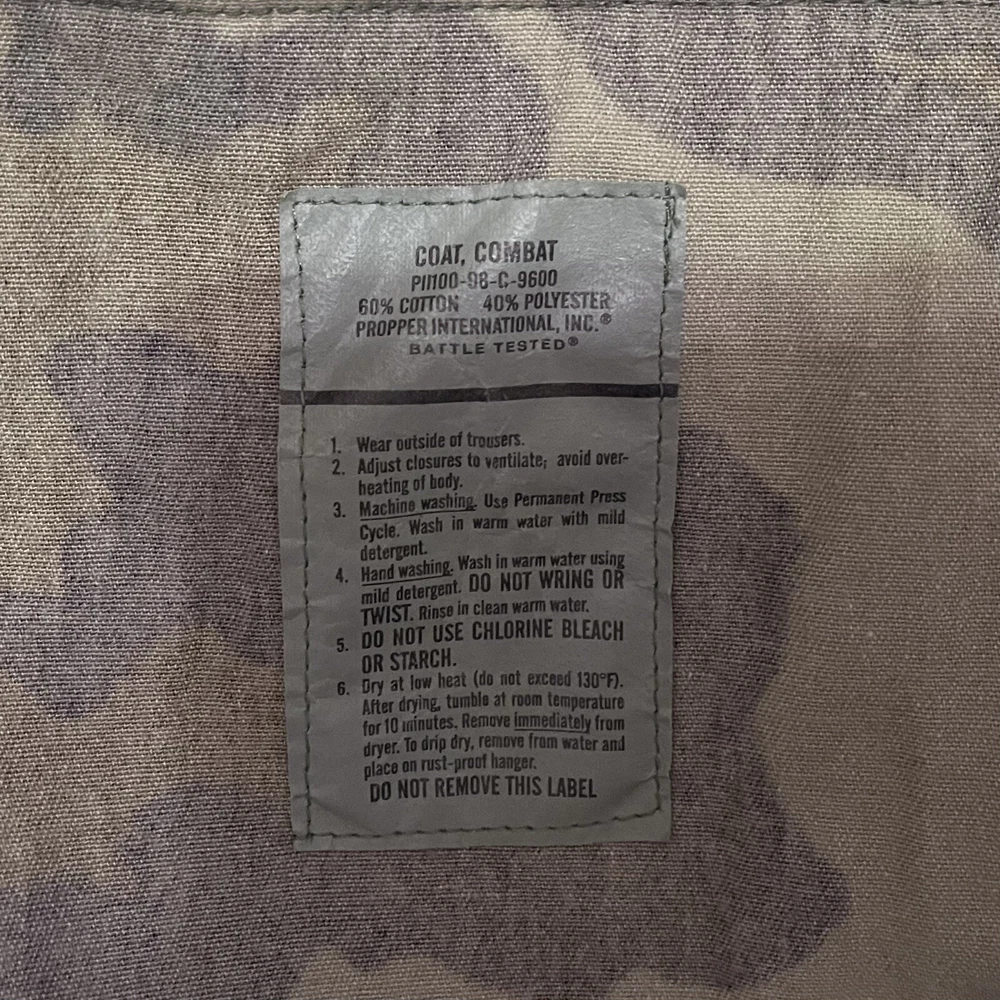 COAT, COMBAT
PII100-98-C-9600
60% COTTON 40% POLYESTER
PROPPER INTERNATIONAL, INC.®
BATTLE TESTED®
1. Wear outside of trousers.
2. Adjust closures to ventilate; avoid over-
heating of body.
3. Machine washing. Use Permanent Press
Cycle. Wash in warm water with mild
detergent.
4. Hand washing. Wash in warm water using
mild detergent. DO NOT WRING OR
TWIST. Rinse in clean warm water.
5. DO NOT USE CHLORINE BLEACH
OR STARCH.
6. Dry at low heat (do not exceed 130°F).
After drying, tumble at room temperature
for 10 minutes. Remove immediately from
dryer. To drip dry, remove from water and
place on rust-proof hanger.
DO NOT REMOVE THIS LABEL